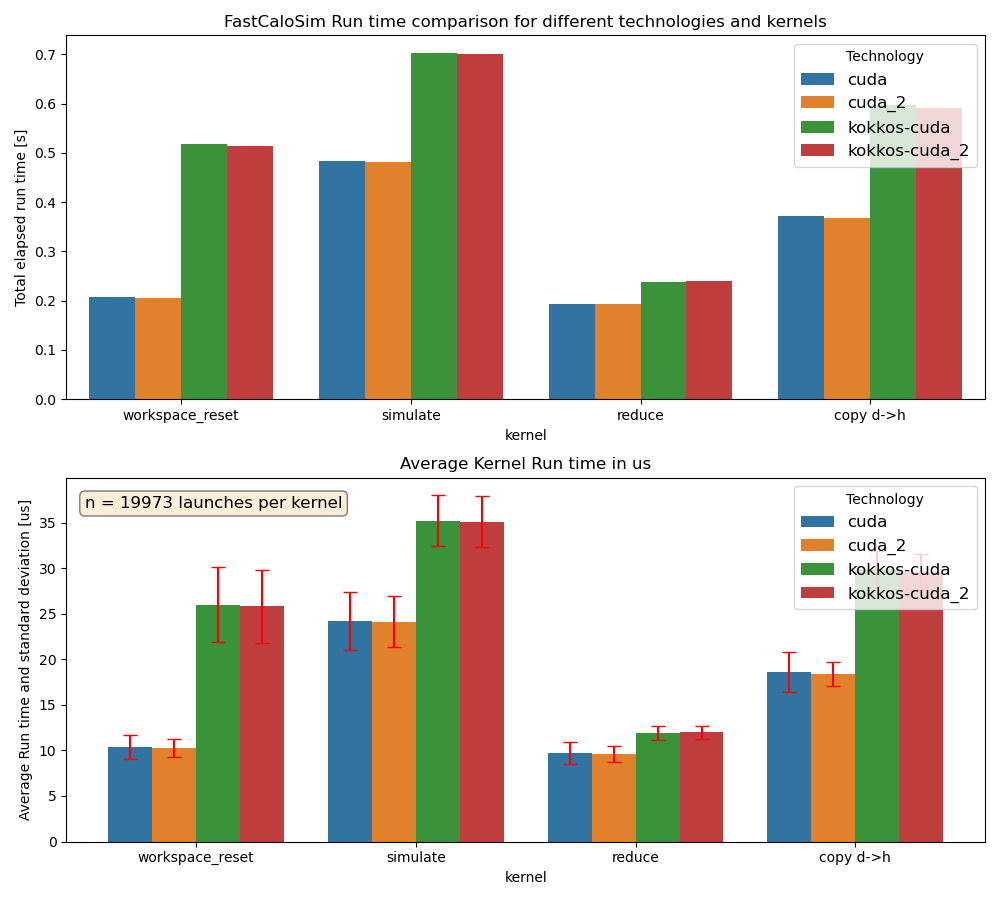 FastCaloSim Run time comparison for different technologies and kernels
Total elapsed run time [s]
0.7
0.6
0.5
0.4
0.3
0.2
0.1
0.0
Technology
cuda
cuda_2
kokkos-cuda
kokkos-cuda_2
workspace_reset
simulate
reduce
copy d->h
kernel
Average Kernel Run time in us
Average Run time and standard deviation [us]
35
30
25
20
15
10
5
0
n = 19973 launches per kernel
Technology
cuda
cuda_2
kokkos-cuda
kokkos-cuda_2
workspace_reset
simulate
reduce
copy d->h
kernel